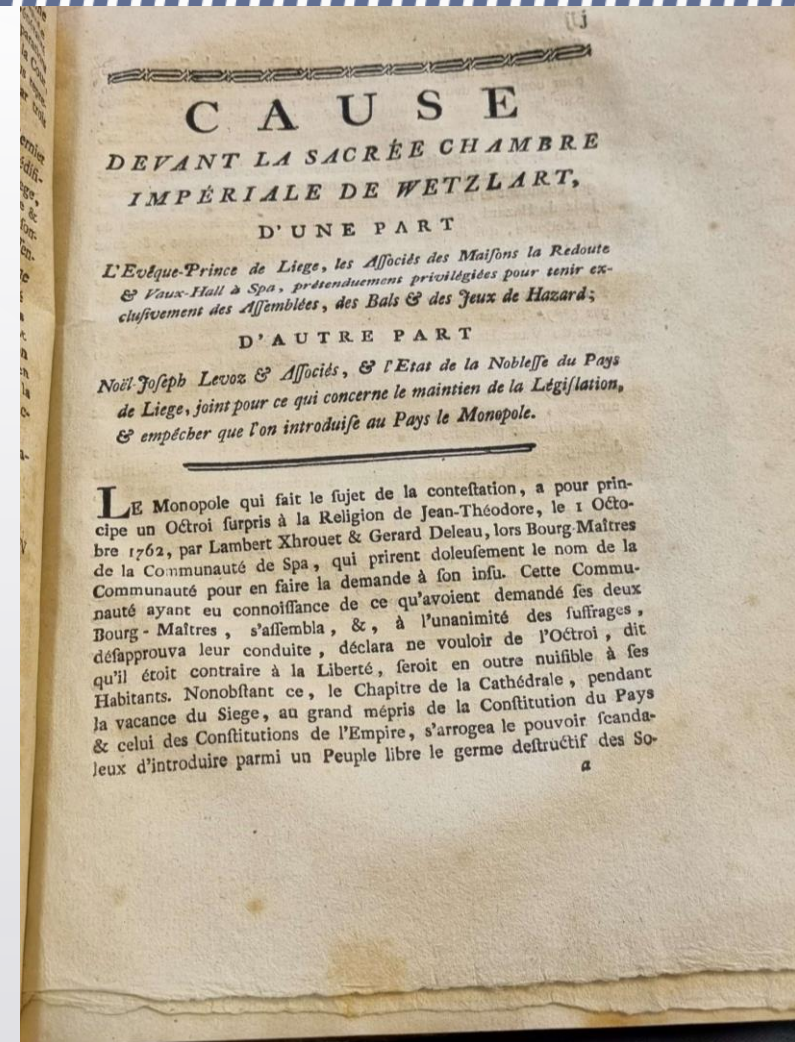 j
CAUSE
DEVANT LA SACRÉE CHAMBRE
IMPÉRIALE DE WETZLART,
D'UNE PART
L'Evêque-Prince de Liege, les Aſſociés des Maiſons la Redoute
& Vaux-Hall à Spa, prétenduement privilégiées pour tenir ex-
cluſivement des Aſſemblées, des Bals & des Jeux de Hazard;
D'AUTRE PART
Noël-Joſeph Levoz & Aſſociés, & l'Etat de la Nobleſſe du Pays
de Liege, joint pour ce qui concerne le maintien de la Légiſlation,
& empêcher que l'on introduiſe au Pays le Monopole.
LE Monopole qui fait le ſujet de la conteſtation, a pour prin-
cipe un Octroi ſurpris à la Religion de Jean-Théodore, le 1 Octo-
bre 1762, par Lambert Xhrouet & Gerard Deleau, lors Bourg-Maîtres
de la Communauté de Spa, qui prirent doleuſement le nom de la
Communauté pour en faire la demande à ſon inſu. Cette Commu-
nauté ayant eu connoiſſance de ce qu'avoient demandé ſes deux
Bourg-Maîtres, s'aſſembla, &, à l'unanimité des ſuffrages,
déſapprouva leur conduite, déclara ne vouloir de l'Octroi, dit
qu'il étoit contraire à la Liberté, ſeroit en outre nuiſible à ſes
Habitants. Nonobſtant ce, le Chapitre de la Cathédrale, pendant
la vacance du Siege, au grand mépris de la Conſtitution du Pays
& celui des Conſtitutions de l'Empire, s'arrogea le pouvoir ſcanda-
leux d'introduire parmi un Peuple libre le germe deſtructif des So-
a